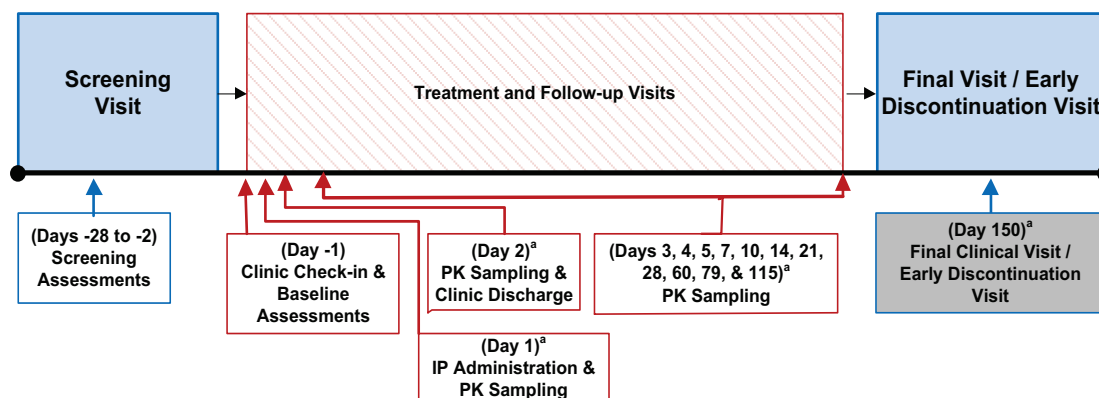 Screening
Visit
Treatment and Follow-up Visits
Final Visit / Early
Discontinuation Visit
(Days -28 to -2)
Screening
Assessments
(Day -1)
Clinic Check-in &
Baseline
Assessments
(Day 2)a
PK Sampling &
Clinic Discharge
(Days 3, 4, 5, 7, 10, 14, 21,
28, 60, 79, & 115)a
PK Sampling
(Day 150)a
Final Clinical Visit /
Early Discontinuation
Visit
(Day 1)a
IP Administration &
PK Sampling